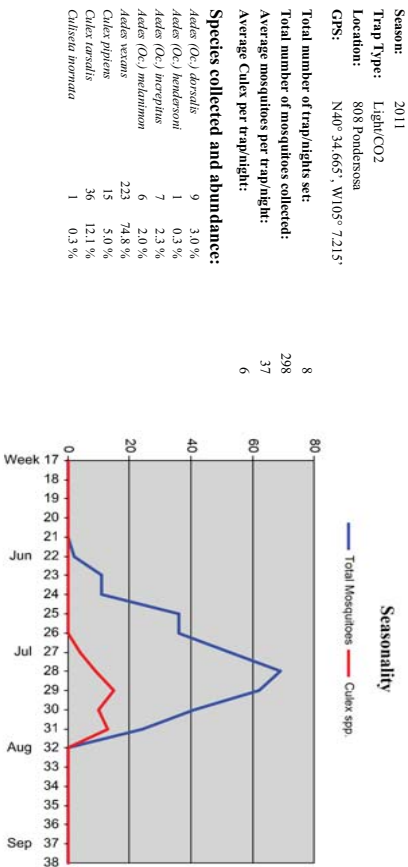 Season: 2011
Trap Type: Light/CO2
Location: 808 Pondersosa
GPS: N40° 34.665', W105° 7.215'
Total number of trap/nights set: 8
Total number of mosquitoes collected: 298
Average mosquitoes per trap/night: 37
Average Culex per trap/night: 6
Species collected and abundance:
Aedes (Oc.) dorsalis 9 3.0 %
Aedes (Oc.) hendersoni 1 0.3 %
Aedes (Oc.) increpitus 7 2.3 %
Aedes (Oc.) melanimon 6 2.0 %
Aedes vexans 223 74.8 %
Culex pipiens 15 5.0 %
Culex tarsalis 36 12.1 %
Culiseta inornata 1 0.3 %
Seasonality
Total Mosquitoes Culex spp.
80
60
40
20
0
Week 17 18 19 20 21 22 23 24 25 26 27 28 29 30 31 32 33 34 35 36 37 38
Jun Jul Aug Sep